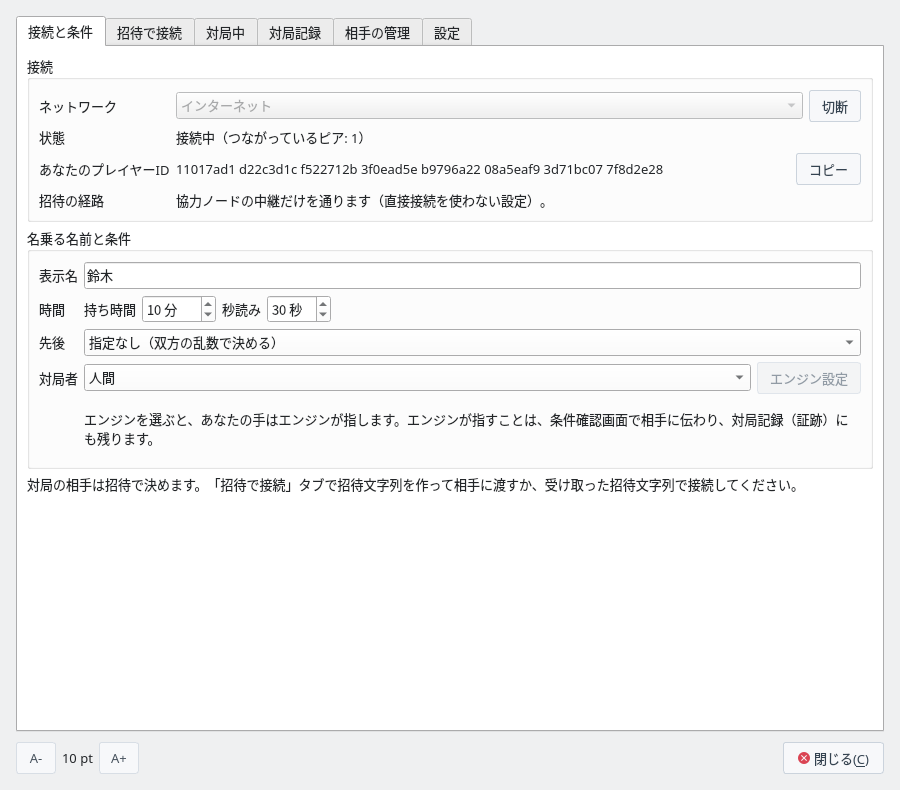 接続と条件 招待で接続 対局中 対局記録 相手の管理 設定
接続
ネットワーク インターネット 切断
状態 接続中（つながっているピア: 1）
あなたのプレイヤーID 11017ad1 d22c3d1c f522712b 3f0ead5e b9796a22 08a5eaf9 3d71bc07 7f8d2e28 コピー
招待の経路 協力ノードの中継だけを通ります（直接接続を使わない設定）。
名乗る名前と条件
表示名 鈴木
時間 持ち時間 10 分 秒読み 30 秒
先後 指定なし（双方の乱数で決める）
対局者 人間 エンジン設定
エンジンを選ぶと、あなたの手はエンジンが指します。エンジンが指すことは、条件確認画面で相手に伝わり、対局記録（証跡）に
も残ります。
対局の相手は招待で決めます。「招待で接続」タブで招待文字列を作って相手に渡すか、受け取った招待文字列で接続してください。
A- 10 pt A+ 閉じる(C)